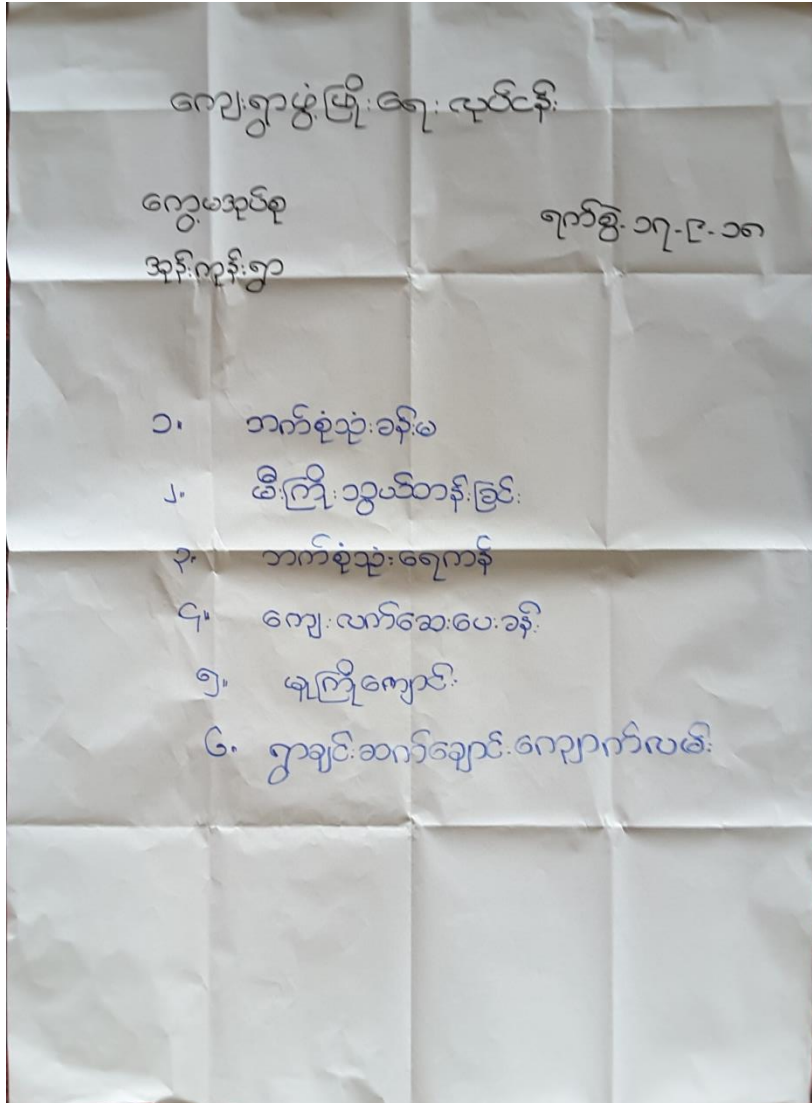 ကျေးရွာဖွံ့ဖြိုးရေးလုပ်ငန်း
ကွေ့မအုပ်စု
ရက်စွဲ-၁၇-၉-၁၈
အုန်းကုန်းရွာ
၁။ ဘက်စုံသုံးခန်းမ
၂။ မီးကြိုးသွယ်တန်းခြင်း
၃။ ဘက်စုံသုံးရေကန်
၄။ ကျေးလက်ဆေးပေးခန်း
၅။ မူကြိုကျောင်း
၆။ ရွာချင်းဆက်ချောင်းကျောက်လမ်း